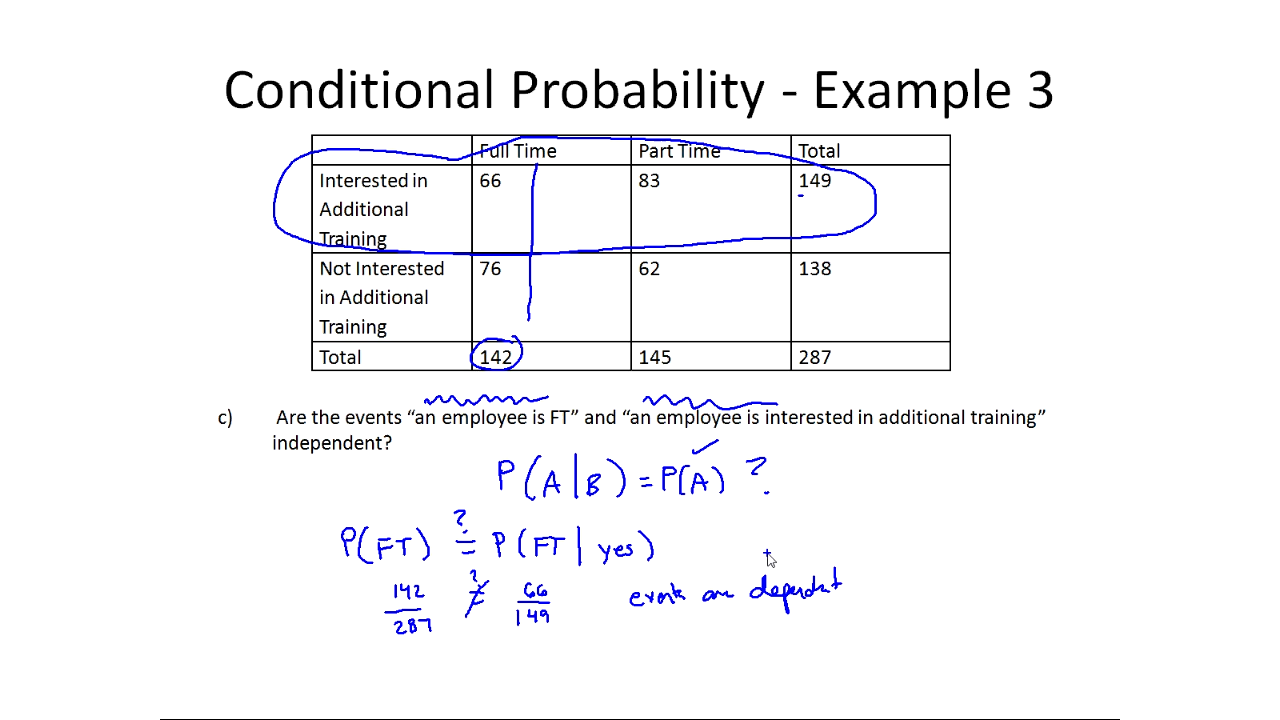 Conditional Probability - Example 3
Full Time Part Time Total
Interested in 66 83 149
Additional
Training
Not Interested 76 62 138
in Additional
Training
Total 142 145 287
c) Are the events “an employee is FT” and “an employee is interested in additional training”
independent?
P(A|B) = P(A) ?
?
P(FT) = P(FT | yes)
?
142 ≠ 66
287 149
events are dependent